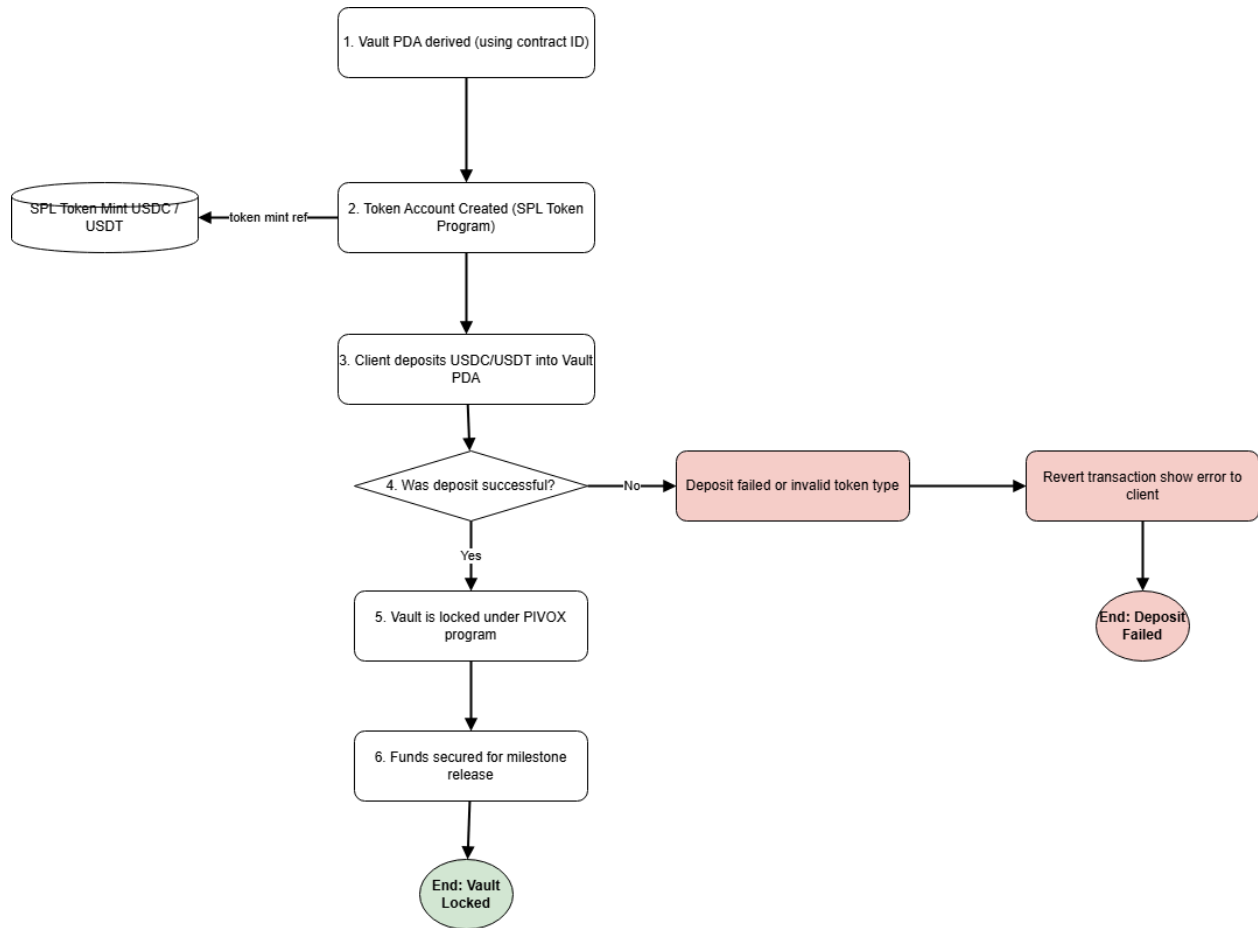 1. Vault PDA derived (using contract ID)
SPL Token Mint USDC /
USDT
token mint ref
2. Token Account Created (SPL Token
Program)
3. Client deposits USDC/USDT into Vault
PDA
4. Was deposit successful?
No
Deposit failed or invalid token type
Revert transaction show error to
client
Yes
5. Vault is locked under PIVOX
program
End: Deposit
Failed
6. Funds secured for milestone
release
End: Vault
Locked